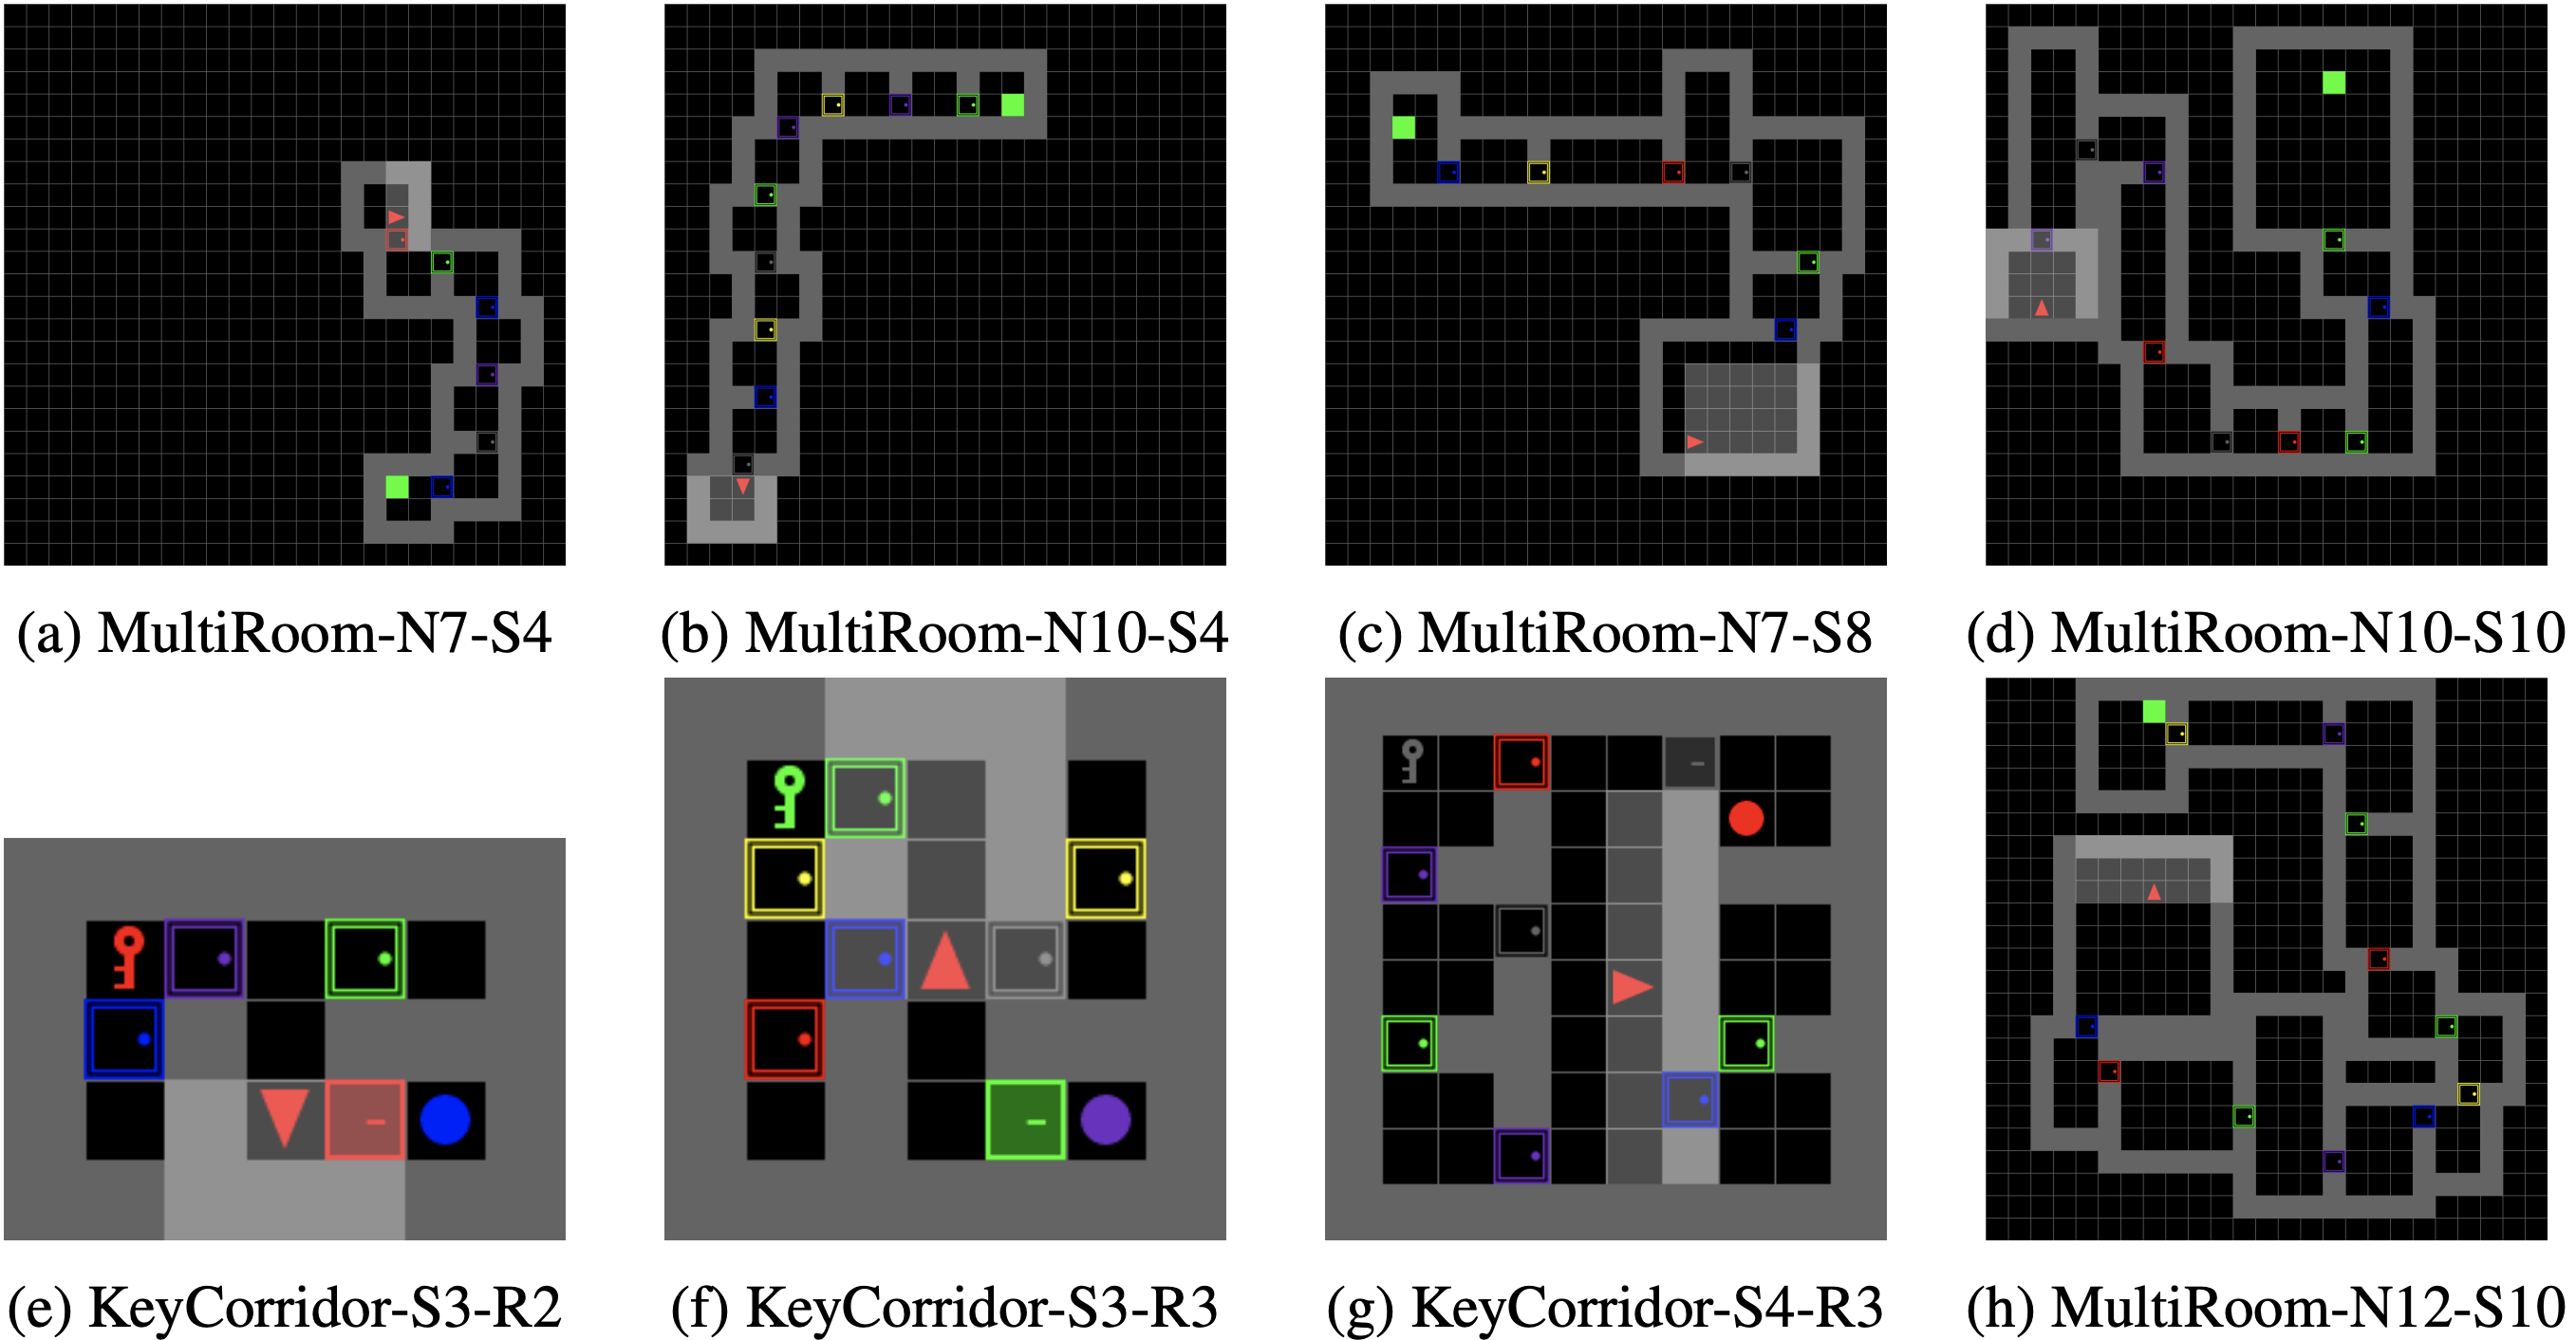 (a) MultiRoom-N7-S4
(b) MultiRoom-N10-S4
(c) MultiRoom-N7-S8
(d) MultiRoom-N10-S10
(e) KeyCorridor-S3-R2
(f) KeyCorridor-S3-R3
(g) KeyCorridor-S4-R3
(h) MultiRoom-N12-S10